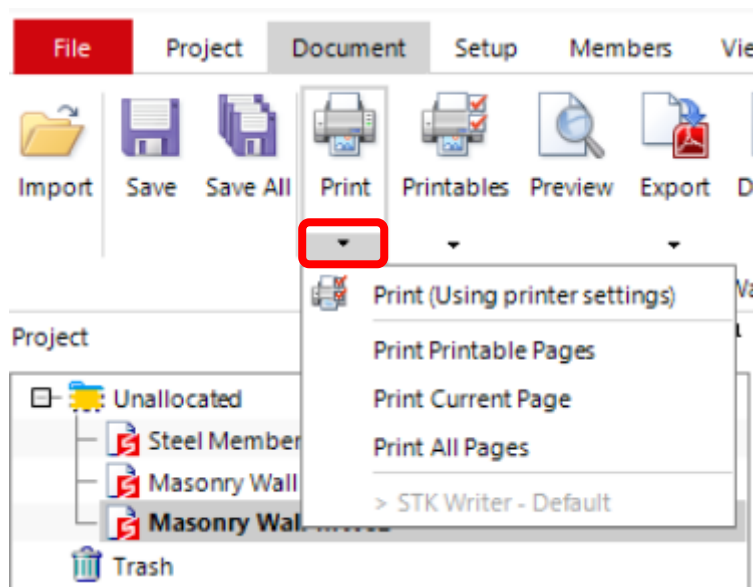 File Project Document Setup Members Vie
Import Save Save All Print Printables Preview Export D
Print (Using printer settings)
Project
Print Printable Pages
Unallocated
Print Current Page
Steel Member
Print All Pages
Masonry Wall
> STK Writer - Default
Masonry Wal
Trash